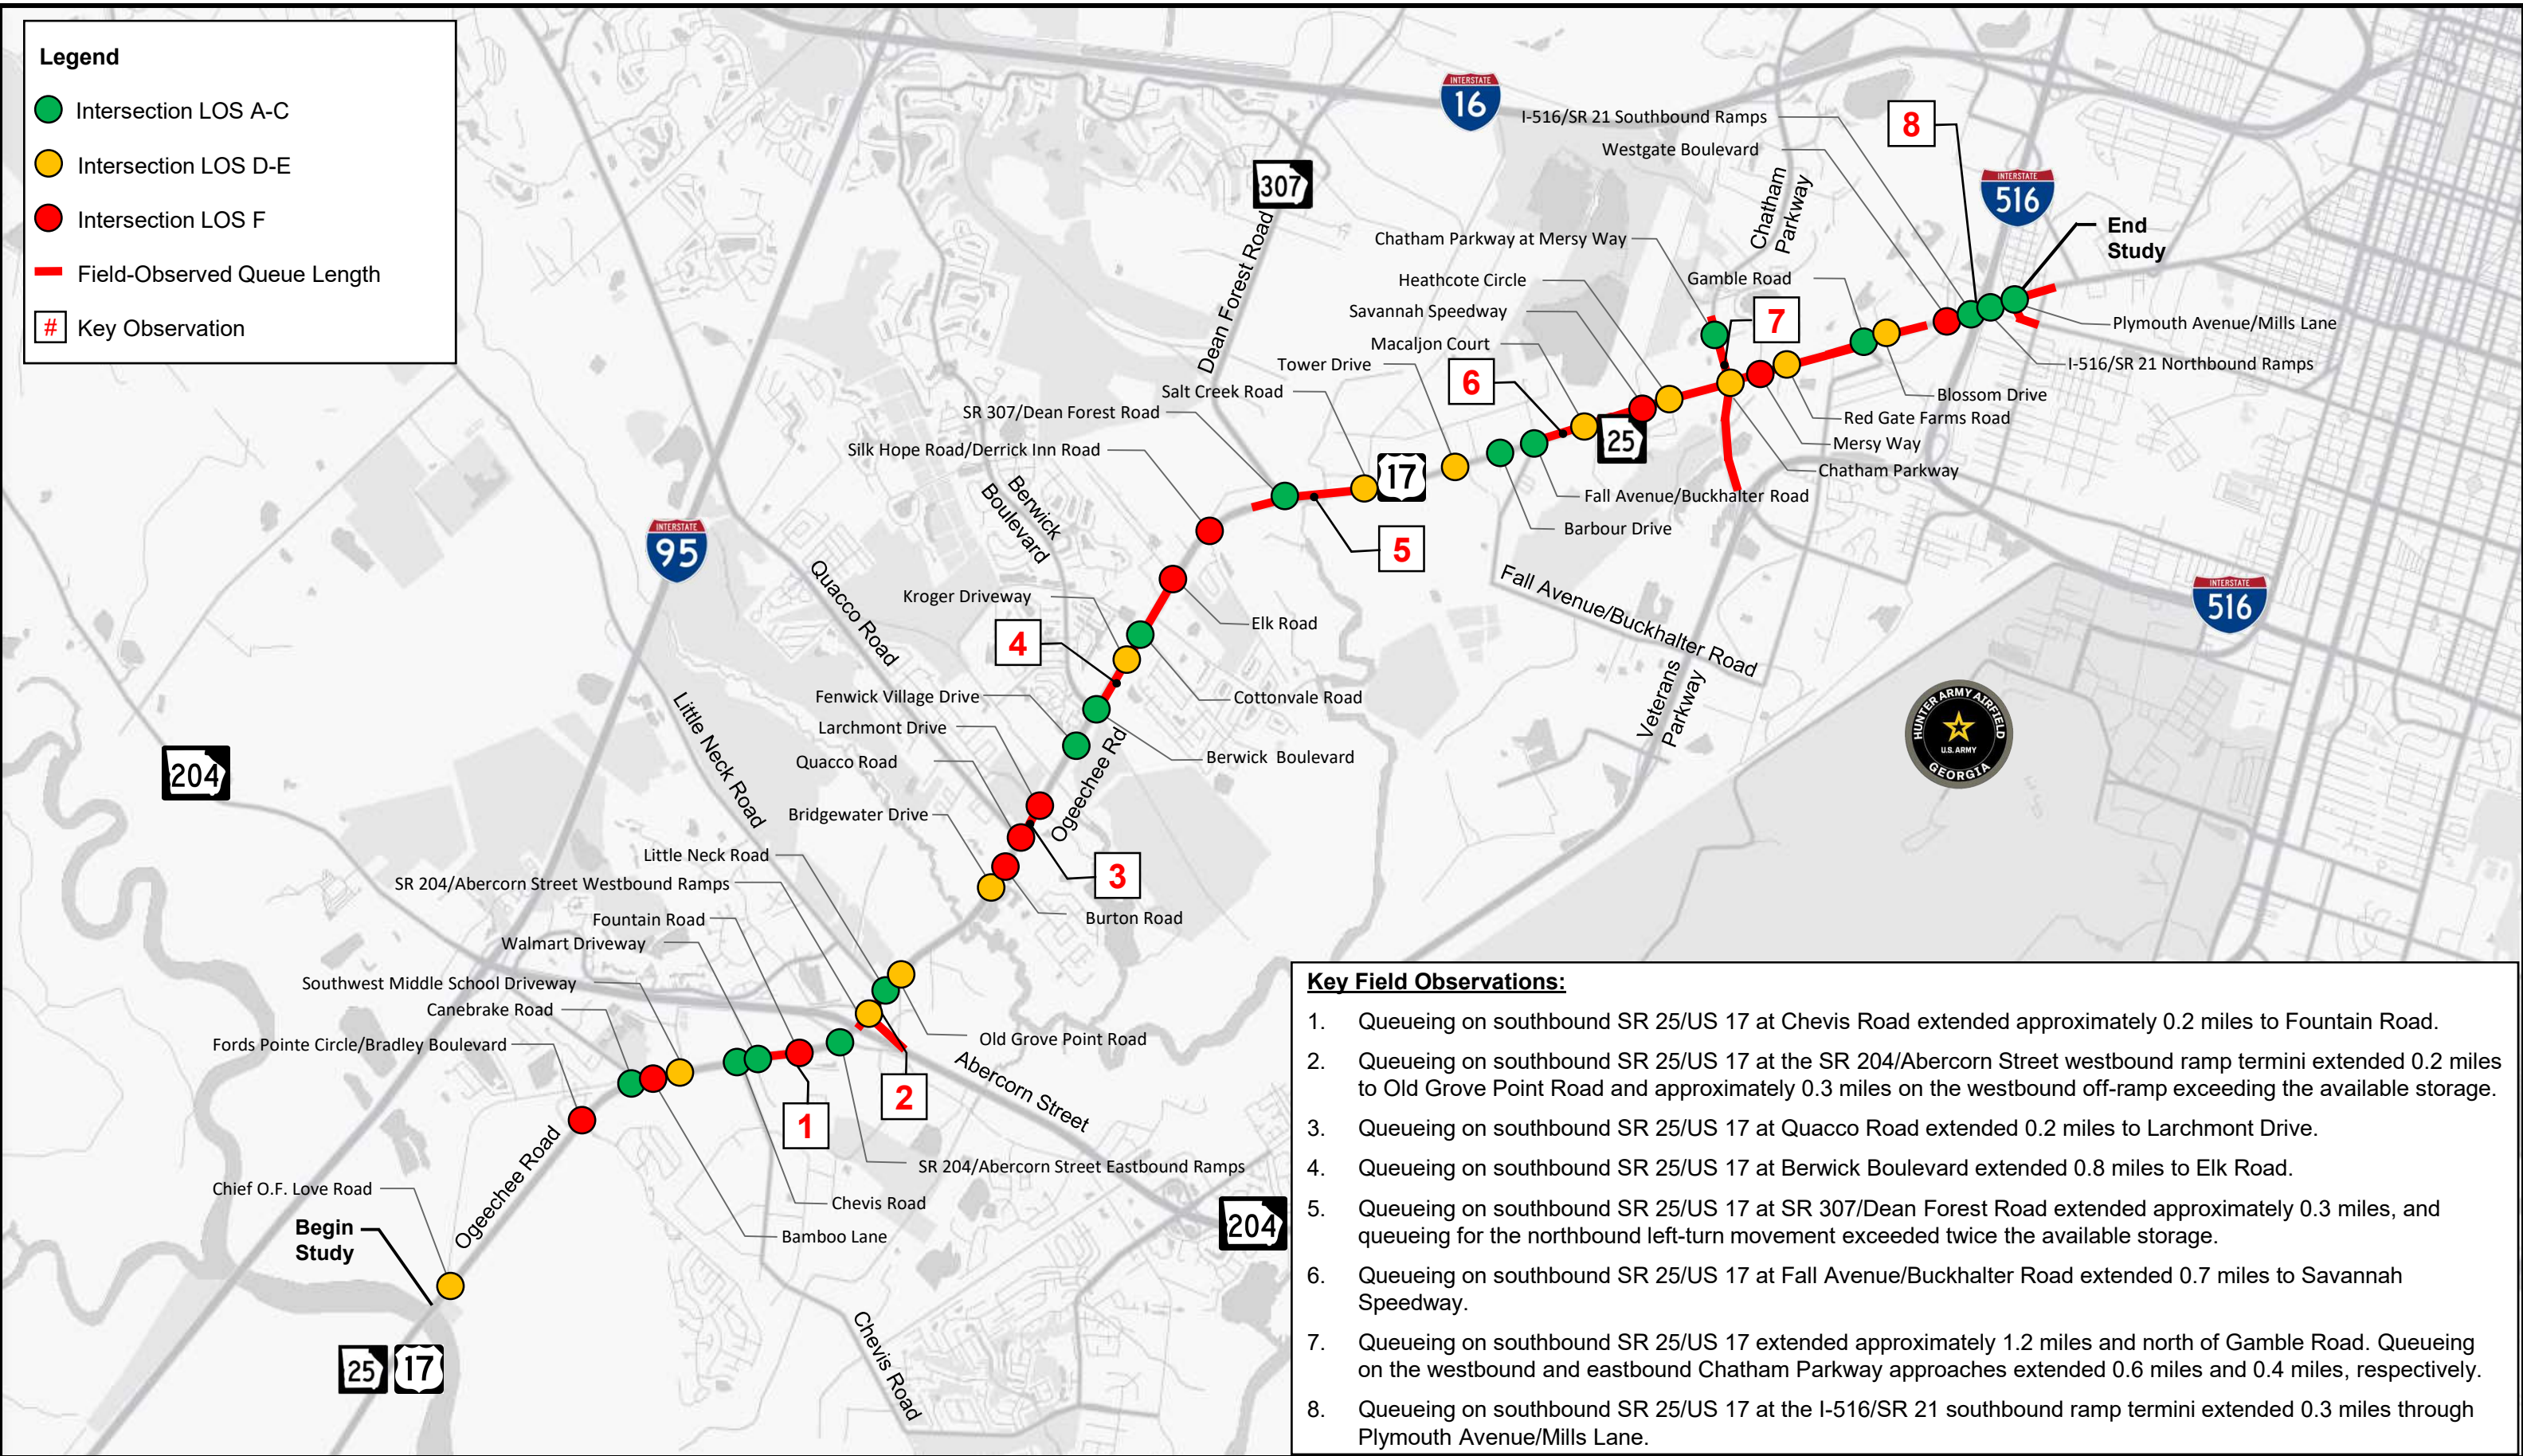 Legend
Intersection LOS A-C
Intersection LOS D-E
Intersection LOS F
Field-Observed Queue Length
# Key Observation
INTERSTATE
16
I-516/SR 21 Southbound Ramps
Westgate Boulevard
8
307
INTERSTATE
516
Chatham
Parkway
End
Study
Dean Forest Road
Chatham Parkway at Mersy Way
Heathcote Circle
Gamble Road
Savannah Speedway
7
Plymouth Avenue/Mills Lane
Macaljon Court
Tower Drive
6
I-516/SR 21 Northbound Ramps
Salt Creek Road
Blossom Drive
SR 307/Dean Forest Road
Red Gate Farms Road
25
Mersy Way
Silk Hope Road/Derrick Inn Road
Chatham Parkway
17
Berwick
Boulevard
Fall Avenue/Buckhalter Road
Barbour Drive
INTERSTATE
95
5
Quacco Road
Fall Avenue/Buckhalter Road
INTERSTATE
516
Kroger Driveway
Elk Road
4
Veterans
Parkway
Fenwick Village Drive
Cottonvale Road
Larchmont Drive
Little Neck Road
HUNTER ARMY AIRFIELD
U.S. ARMY
GEORGIA
Quacco Road
Ogeechee Rd
Berwick Boulevard
204
Bridgewater Drive
Little Neck Road
3
SR 204/Abercorn Street Westbound Ramps
Fountain Road
Burton Road
Walmart Driveway
Southwest Middle School Driveway
Canebrake Road
Fords Pointe Circle/Bradley Boulevard
Old Grove Point Road
Abercorn Street
2
1
SR 204/Abercorn Street Eastbound Ramps
Chief O.F. Love Road
Ogeechee Road
Chevis Road
Begin
Study
Bamboo Lane
204
Chevis Road
25
17
Key Field Observations:
1. Queueing on southbound SR 25/US 17 at Chevis Road extended approximately 0.2 miles to Fountain Road.
2. Queueing on southbound SR 25/US 17 at the SR 204/Abercorn Street westbound ramp termini extended 0.2 miles
to Old Grove Point Road and approximately 0.3 miles on the westbound off-ramp exceeding the available storage.
3. Queueing on southbound SR 25/US 17 at Quacco Road extended 0.2 miles to Larchmont Drive.
4. Queueing on southbound SR 25/US 17 at Berwick Boulevard extended 0.8 miles to Elk Road.
5. Queueing on southbound SR 25/US 17 at SR 307/Dean Forest Road extended approximately 0.3 miles, and
queueing for the northbound left-turn movement exceeded twice the available storage.
6. Queueing on southbound SR 25/US 17 at Fall Avenue/Buckhalter Road extended 0.7 miles to Savannah
Speedway.
7. Queueing on southbound SR 25/US 17 extended approximately 1.2 miles and north of Gamble Road. Queueing
on the westbound and eastbound Chatham Parkway approaches extended 0.6 miles and 0.4 miles, respectively.
8. Queueing on southbound SR 25/US 17 at the I-516/SR 21 southbound ramp termini extended 0.3 miles through
Plymouth Avenue/Mills Lane.